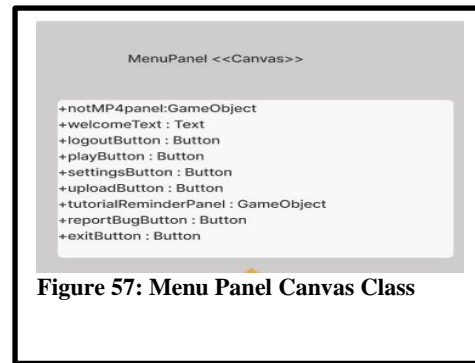 MenuPanel <<Canvas>>
+notMP4panel:GameObject
+welcomeText : Text
+logoutButton : Button
+playButton : Button
+settingsButton : Button
+uploadButton : Button
+tutorialReminderPanel : GameObject
+reportBugButton : Button
+exitButton : Button
Figure 57: Menu Panel Canvas Class